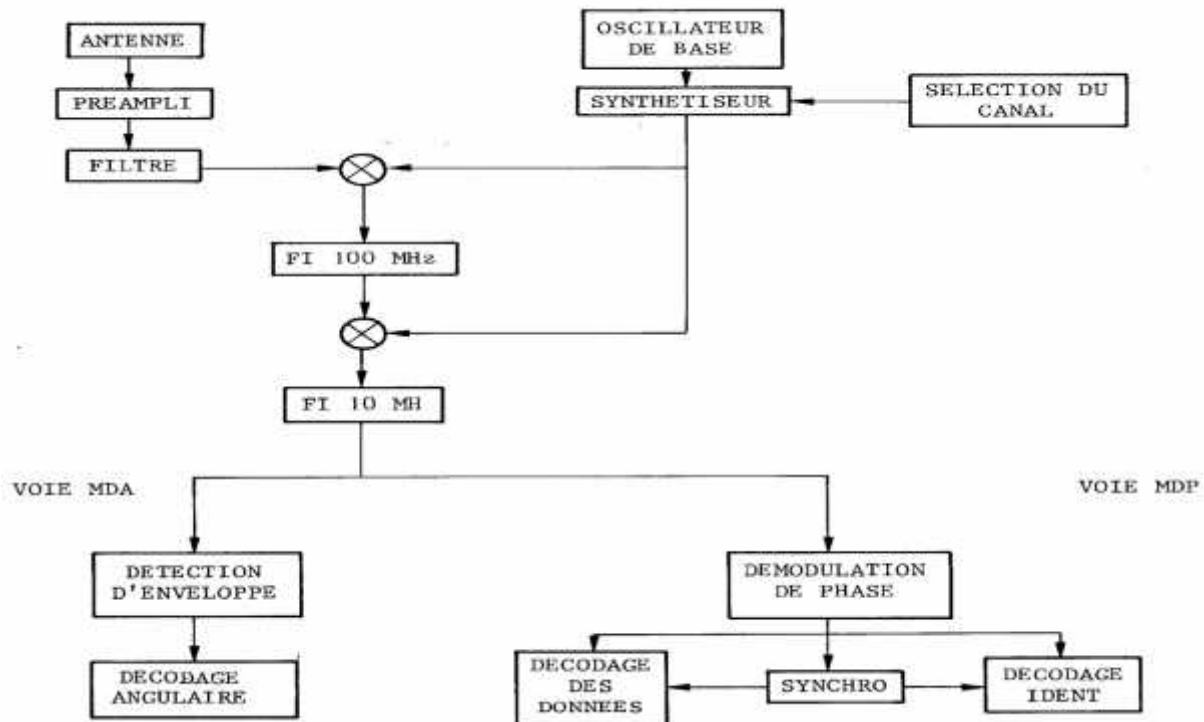 ANTENNE
OSCILLATEUR
DE BASE
PREAMPLI
SYNTHETISEUR
SELECTION DU
CANAL
FILTRE
FI 100 MHz
FI 10 MH
VOIE MDA
VOIE MDP
DETECTION
D'ENVELOPPE
DEMODULATION
DE PHASE
DECODAGE
ANGULAIRE
DECODAGE
DES
DONNEES
SYNCHRO
DECODAGE
IDENT